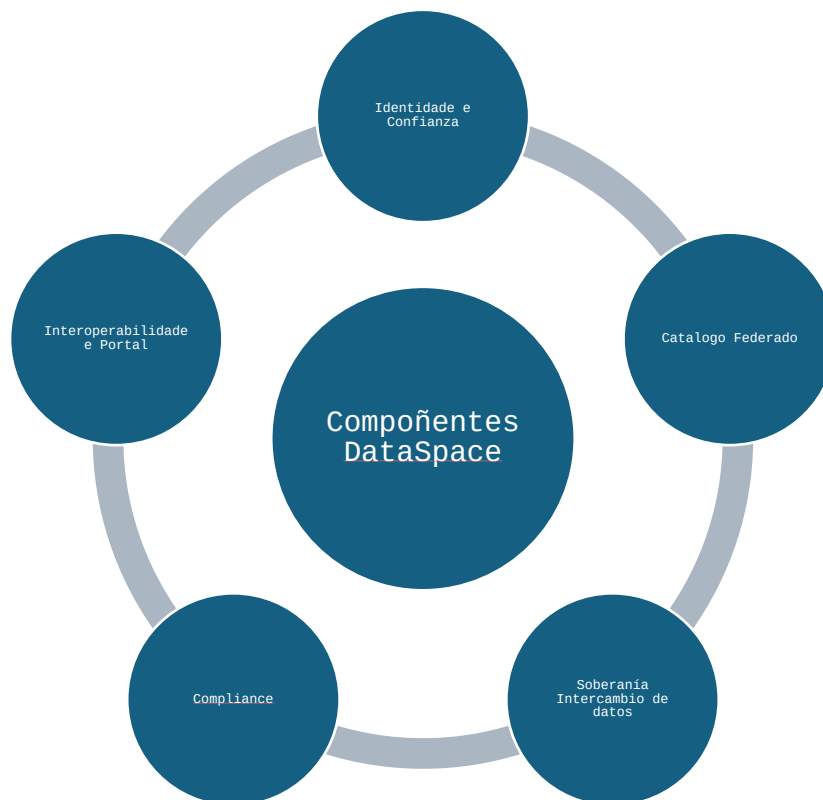 Identidade e
Confianza
Interoperabilidade
e Portal
Catalogo Federado
Compoñentes
DataSpace
Compliance
Soberanía
Intercambio de
datos